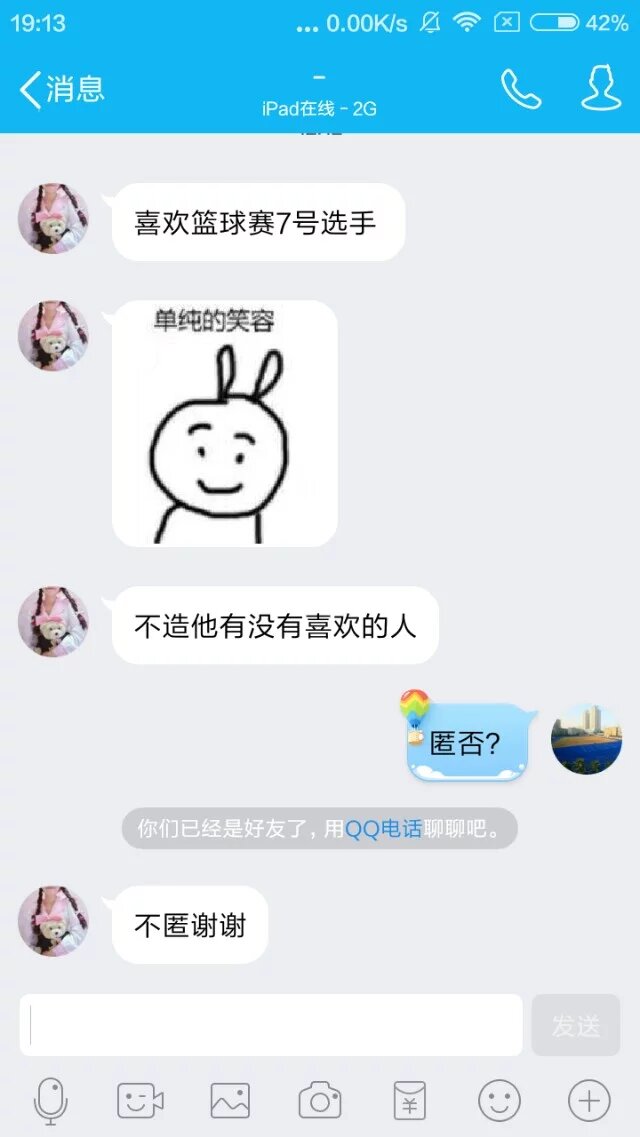 19:13
... 0.00K/s 42%
消息
-
iPad在线 - 2G
喜欢篮球赛7号选手
单纯的笑容
不造他有没有喜欢的人
匿否?
你们已经是好友了, 用QQ电话聊聊吧。
不匿谢谢
发送